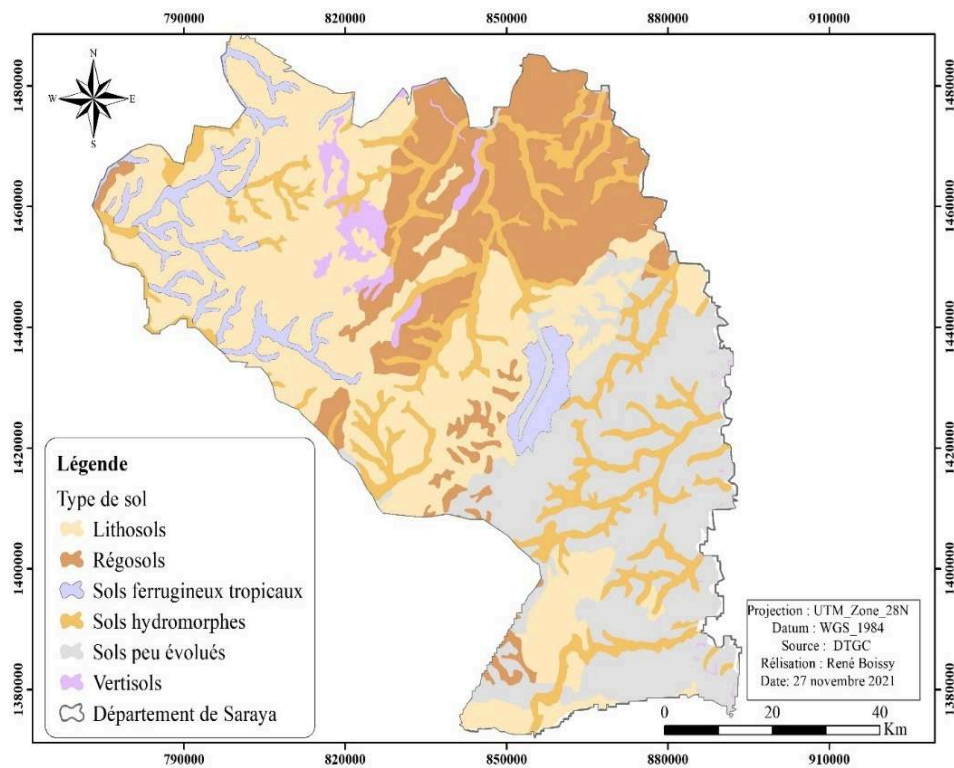 790000 820000 850000 880000 910000
1480000 1480000
N
W E
S
1460000 1460000
1440000 1440000
1420000 1420000
Légende
Type de sol
Lithosols
Régosols
Sols ferrugineux tropicaux
Sols hydromorphes
Sols peu évolués
Vertisols
Département de Saraya
1400000 1400000
Projection : UTM_Zone_28N
Datum : WGS_1984
Source : DTGC
Rélisation : René Boissy
Date: 27 novembre 2021
1380000 1380000
0 20 40
Km
790000 820000 850000 880000 910000